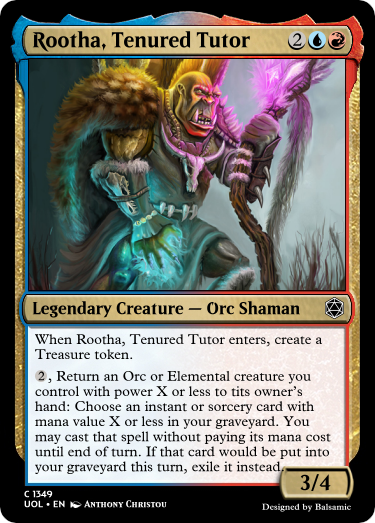 Rootha, Tenured Tutor 2
Legendary Creature — Orc Shaman
When Rootha, Tenured Tutor enters, create a
Treasure token.
2, Return an Orc or Elemental creature you
control with power X or less to tits owner's
hand: Choose an instant or sorcery card with
mana value X or less in your graveyard. You
may cast that spell without paying its mana cost
until end of turn. If that card would be put into
your graveyard this turn, exile it instead.
3/4
C 1349
UOL • EN Anthony Christou
Designed by Balsamic